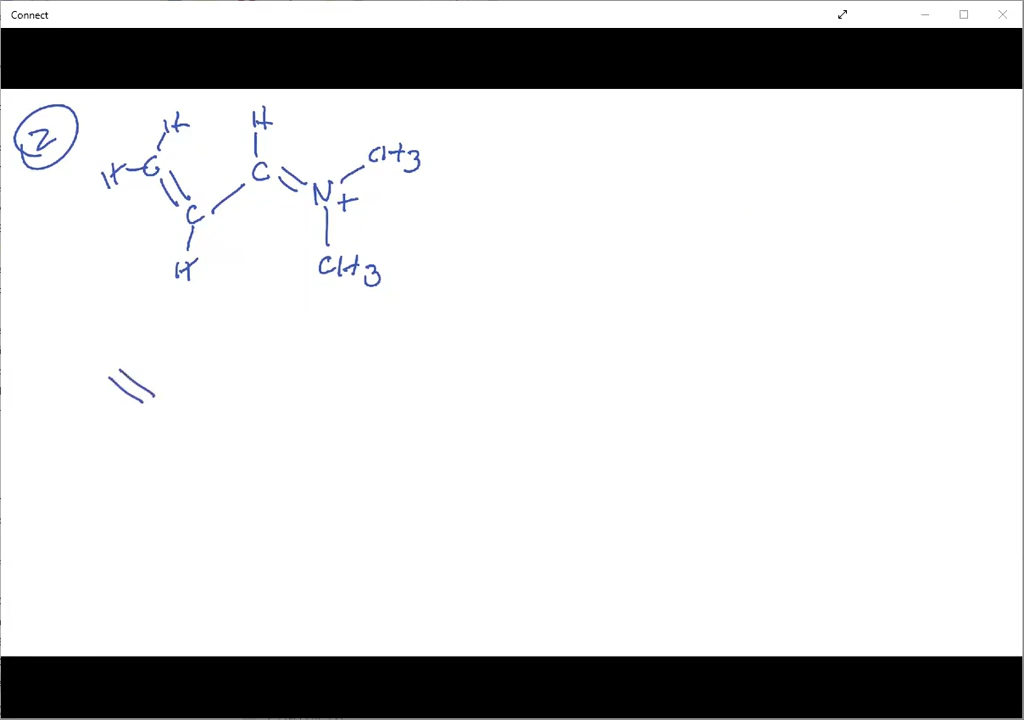 Connect
2
H H
H C CH3
C N +
C
H CH3